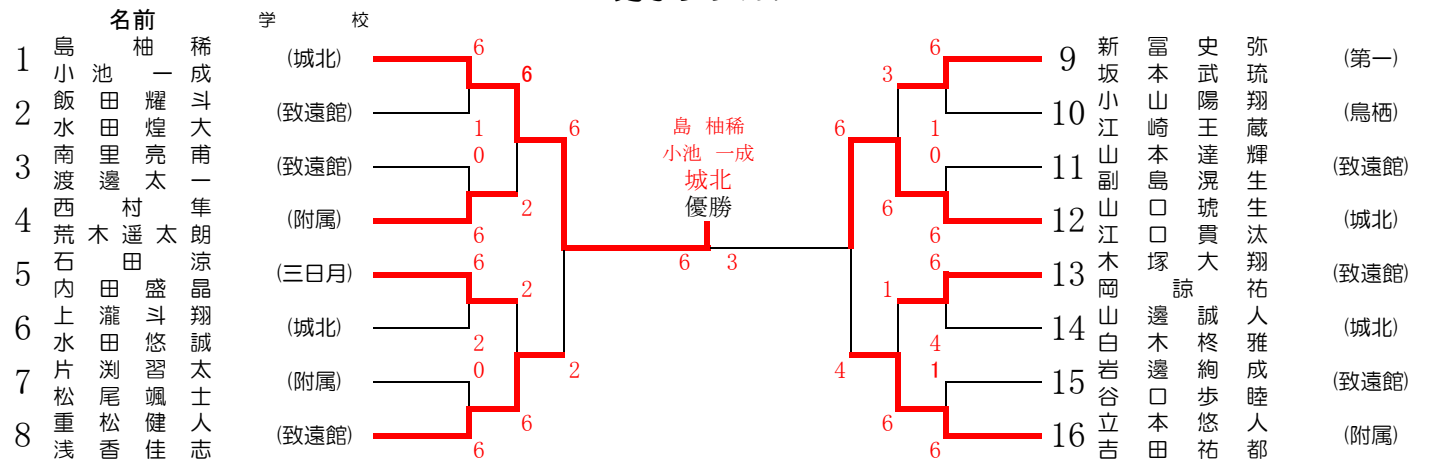 名前 学 校
1 島 柚 稀 (城北)
小 池 一 成
2 飯 田 耀 斗 (致遠館)
水 田 煌 大
3 南 里 亮 甫 (致遠館)
渡 邊 太 一
4 西 村 隼 (附属)
荒 木 遥 太 朗
5 石 田 涼 (三日月)
内 田 盛 晶
6 上 瀧 斗 翔 (城北)
水 田 悠 誠
7 片 渕 習 太 (附属)
松 尾 颯 士
8 重 松 健 人 (致遠館)
浅 香 佳 志
6
1
0
6
6
2
0
6
6
2
2
6
6
2
島 柚稀
小池 一成
城北
優勝
6 3
6
4
3
6
1
6
6
1
0
6
6
4
1
6
9 新 冨 史 弥 (第一)
坂 本 武 琉
10 小 山 陽 翔 (鳥栖)
江 崎 王 蔵
11 山 本 達 輝 (致遠館)
副 島 滉 生
12 山 口 琥 生 (城北)
江 口 貫 汰
13 木 塚 大 翔 (致遠館)
岡 諒 祐
14 山 邊 誠 人 (城北)
白 木 柊 雅
15 岩 邊 絢 成 (致遠館)
谷 口 歩 睦
16 立 本 悠 人 (附属)
吉 田 祐 都